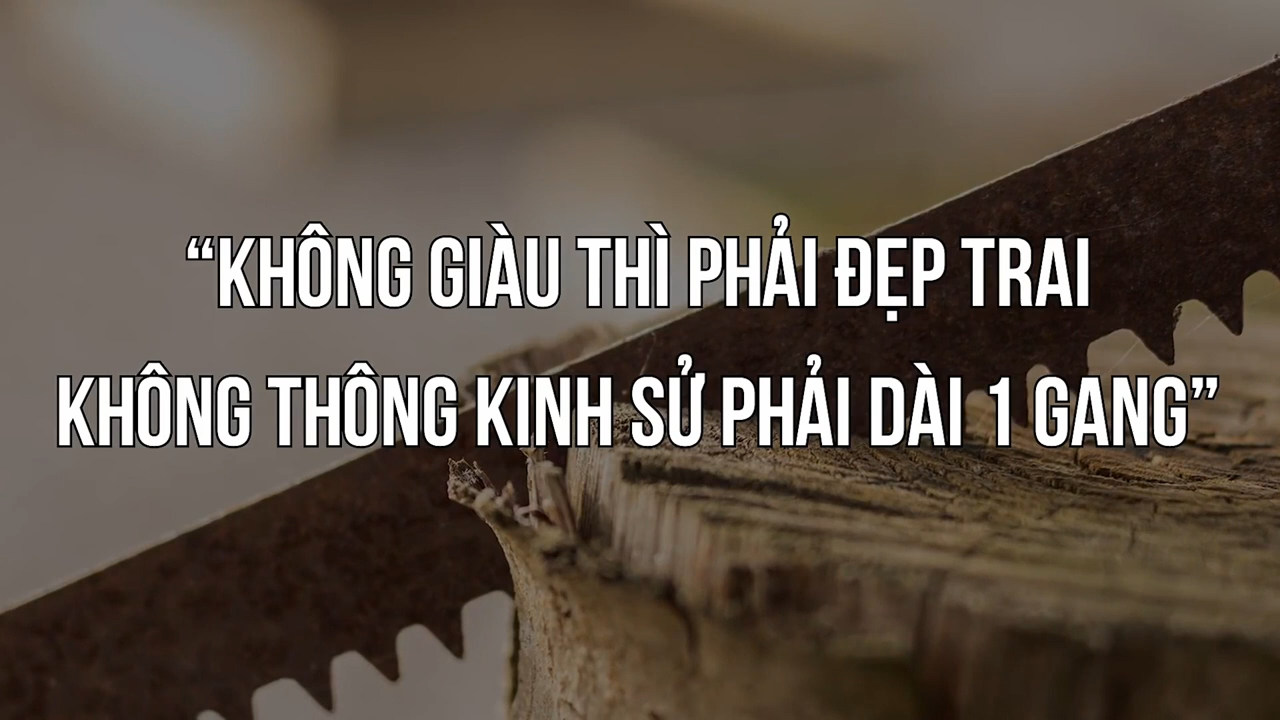 “KHÔNG GIÀU THÌ PHẢI ĐẸP TRAI
KHÔNG THÔNG KINH SỬ PHẢI DÀI 1 GANG”